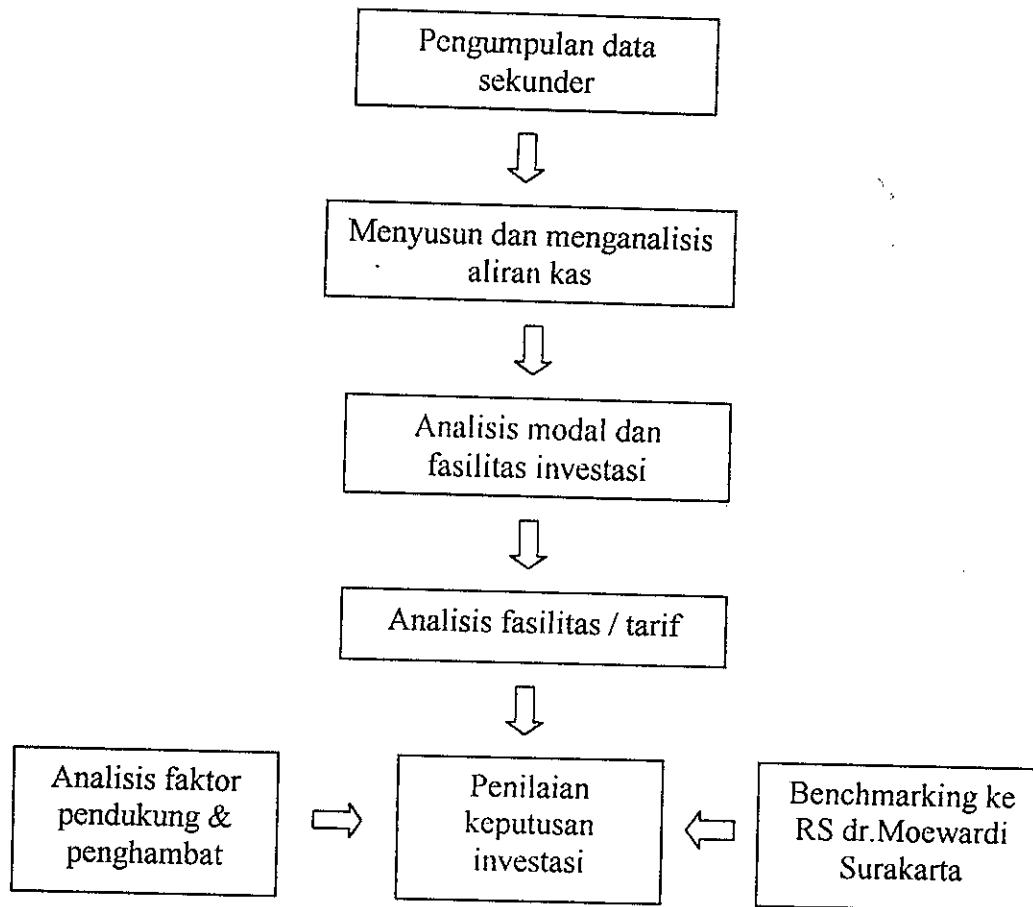 Pengumpulan data
sekunder
Menyusun dan menganalisis
aliran kas
Analisis modal dan
fasilitas investasi
Analisis fasilitas / tarif
Analisis faktor
pendukung &
penghambat
Penilaian
keputusan
investasi
Benchmarking ke
RS dr.Moewardi
Surakarta